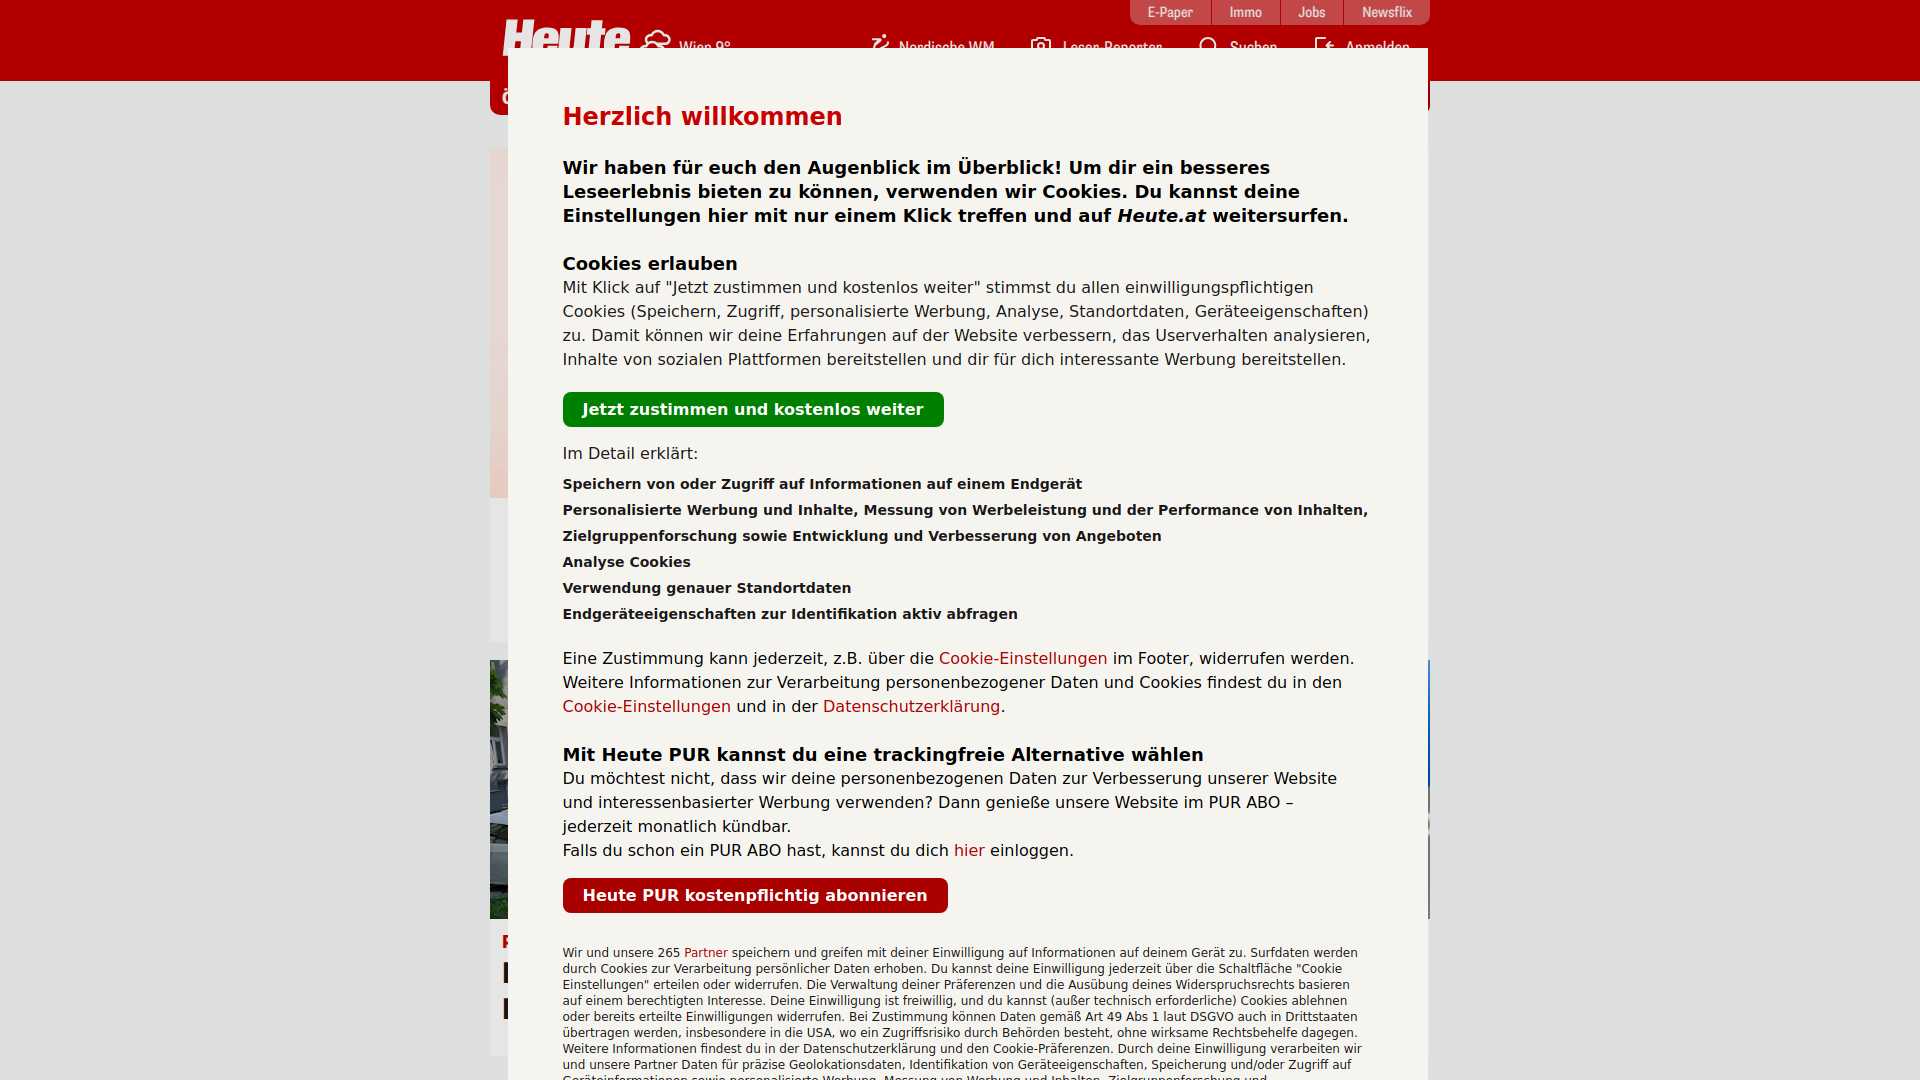 E-Paper Immo Jobs Newsflix
Heute Wien 9° Nordische WM Leser-Reporter Suchen Anmelden
Herzlich willkommen
Wir haben für euch den Augenblick im Überblick! Um dir ein besseres
Leseerlebnis bieten zu können, verwenden wir Cookies. Du kannst deine
Einstellungen hier mit nur einem Klick treffen und auf Heute.at weitersurfen.
Cookies erlauben
Mit Klick auf "Jetzt zustimmen und kostenlos weiter" stimmst du allen einwilligungspflichtigen
Cookies (Speichern, Zugriff, personalisierte Werbung, Analyse, Standortdaten, Geräteeigenschaften)
zu. Damit können wir deine Erfahrungen auf der Website verbessern, das Userverhalten analysieren,
Inhalte von sozialen Plattformen bereitstellen und dir für dich interessante Werbung bereitstellen.
Jetzt zustimmen und kostenlos weiter
Im Detail erklärt:
Speichern von oder Zugriff auf Informationen auf einem Endgerät
Personalisierte Werbung und Inhalte, Messung von Werbeleistung und der Performance von Inhalten,
Zielgruppenforschung sowie Entwicklung und Verbesserung von Angeboten
Analyse Cookies
Verwendung genauer Standortdaten
Endgeräteeigenschaften zur Identifikation aktiv abfragen
Eine Zustimmung kann jederzeit, z.B. über die Cookie-Einstellungen im Footer, widerrufen werden.
Weitere Informationen zur Verarbeitung personenbezogener Daten und Cookies findest du in den
Cookie-Einstellungen und in der Datenschutzerklärung.
Mit Heute PUR kannst du eine trackingfreie Alternative wählen
Du möchtest nicht, dass wir deine personenbezogenen Daten zur Verbesserung unserer Website
und interessenbasierter Werbung verwenden? Dann genieße unsere Website im PUR ABO –
jederzeit monatlich kündbar.
Falls du schon ein PUR ABO hast, kannst du dich hier einloggen.
Heute PUR kostenpflichtig abonnieren
Wir und unsere 265 Partner speichern und greifen mit deiner Einwilligung auf Informationen auf deinem Gerät zu. Surfdaten werden
durch Cookies zur Verarbeitung persönlicher Daten erhoben. Du kannst deine Einwilligung jederzeit über die Schaltfläche "Cookie
Einstellungen" erteilen oder widerrufen. Die Verwaltung deiner Präferenzen und die Ausübung deines Widerspruchsrechts basieren
auf einem berechtigten Interesse. Deine Einwilligung ist freiwillig, und du kannst (außer technisch erforderliche) Cookies ablehnen
oder bereits erteilte Einwilligungen widerrufen. Bei Zustimmung können Daten gemäß Art 49 Abs 1 laut DSGVO auch in Drittstaaten
übertragen werden, insbesondere in die USA, wo ein Zugriffsrisiko durch Behörden besteht, ohne wirksame Rechtsbehelfe dagegen.
Weitere Informationen findest du in der Datenschutzerklärung und den Cookie-Präferenzen. Durch deine Einwilligung verarbeiten wir
und unsere Partner Daten für präzise Geolokationsdaten, Identifikation von Geräteeigenschaften, Speicherung und/oder Zugriff auf
Geräteinformationen sowie personalisierte Werbung, Messung von Werbung und Inhalten, Zielgruppenforschung und